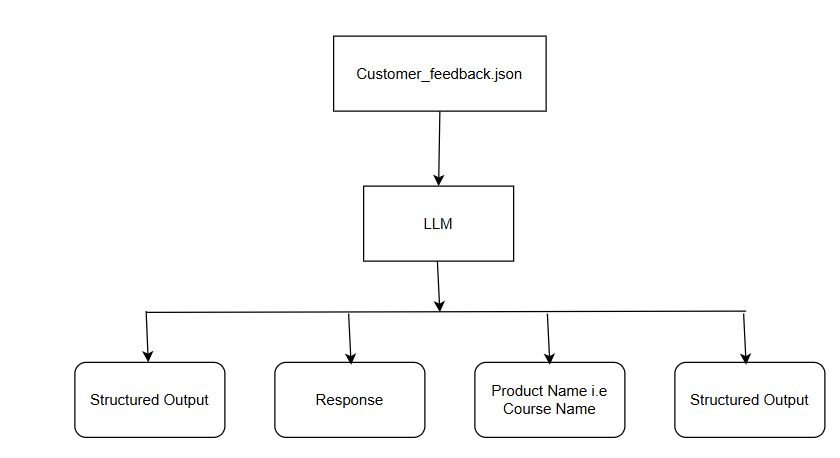 Customer_feedback.json
LLM
Structured Output
Response
Product Name i.e
Course Name
Structured Output